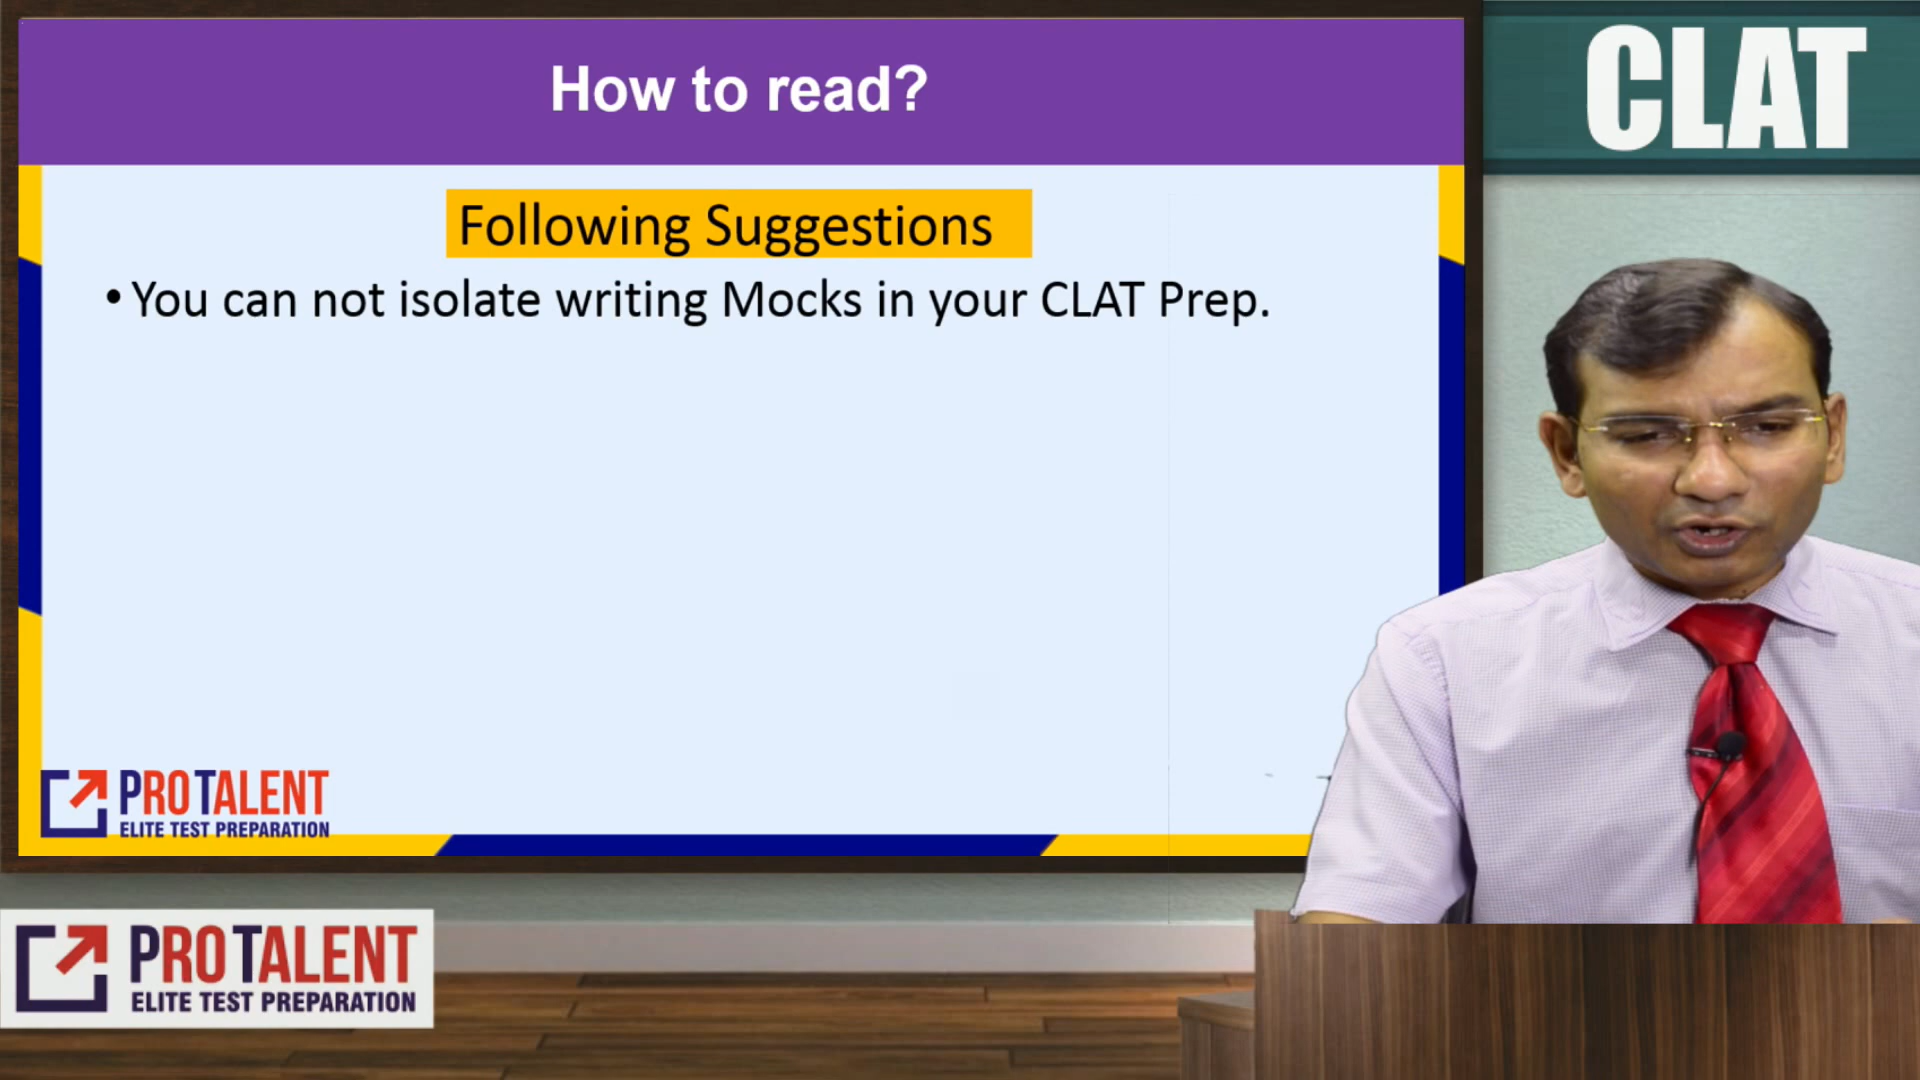 How to read?
CLAT
Following Suggestions
• You can not isolate writing Mocks in your CLAT Prep.
PROTALENT
ELITE TEST PREPARATION
PROTALENT
ELITE TEST PREPARATION